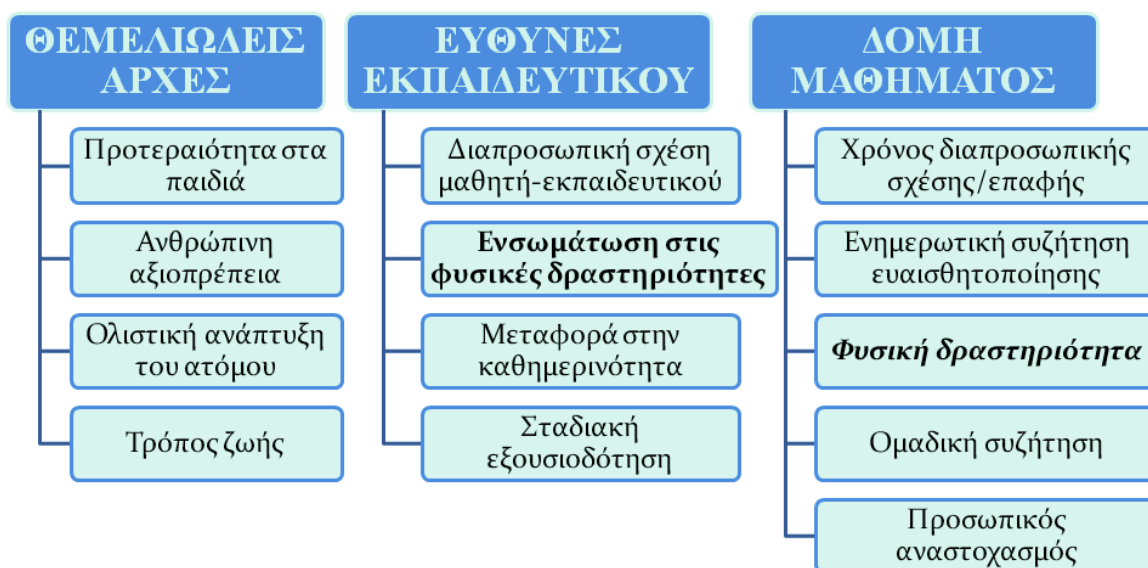 ΘΕΜΕΛΙΩΔΕΙΣ
ΑΡΧΕΣ
Προτεραιότητα στα
παιδιά
Ανθρώπινη
αξιοπρέπεια
Ολιστική ανάπτυξη
του ατόμου
Τρόπος ζωής
ΕΥΘΥΝΕΣ
ΕΚΠΑΙΔΕΥΤΙΚΟΥ
Διαπροσωπική σχέση
μαθητή-εκπαιδευτικού
Ενσωμάτωση στις
φυσικές δραστηριότητες
Μεταφορά στην
καθημερινότητα
Σταδιακή
εξουσιοδότηση
ΔΟΜΗ
ΜΑΘΗΜΑΤΟΣ
Χρόνος διαπροσωπικής
σχέσης/επαφής
Ενημερωτική συζήτηση
ευαισθητοποίησης
Φυσική δραστηριότητα
Ομαδική συζήτηση
Προσωπικός
αναστοχασμός